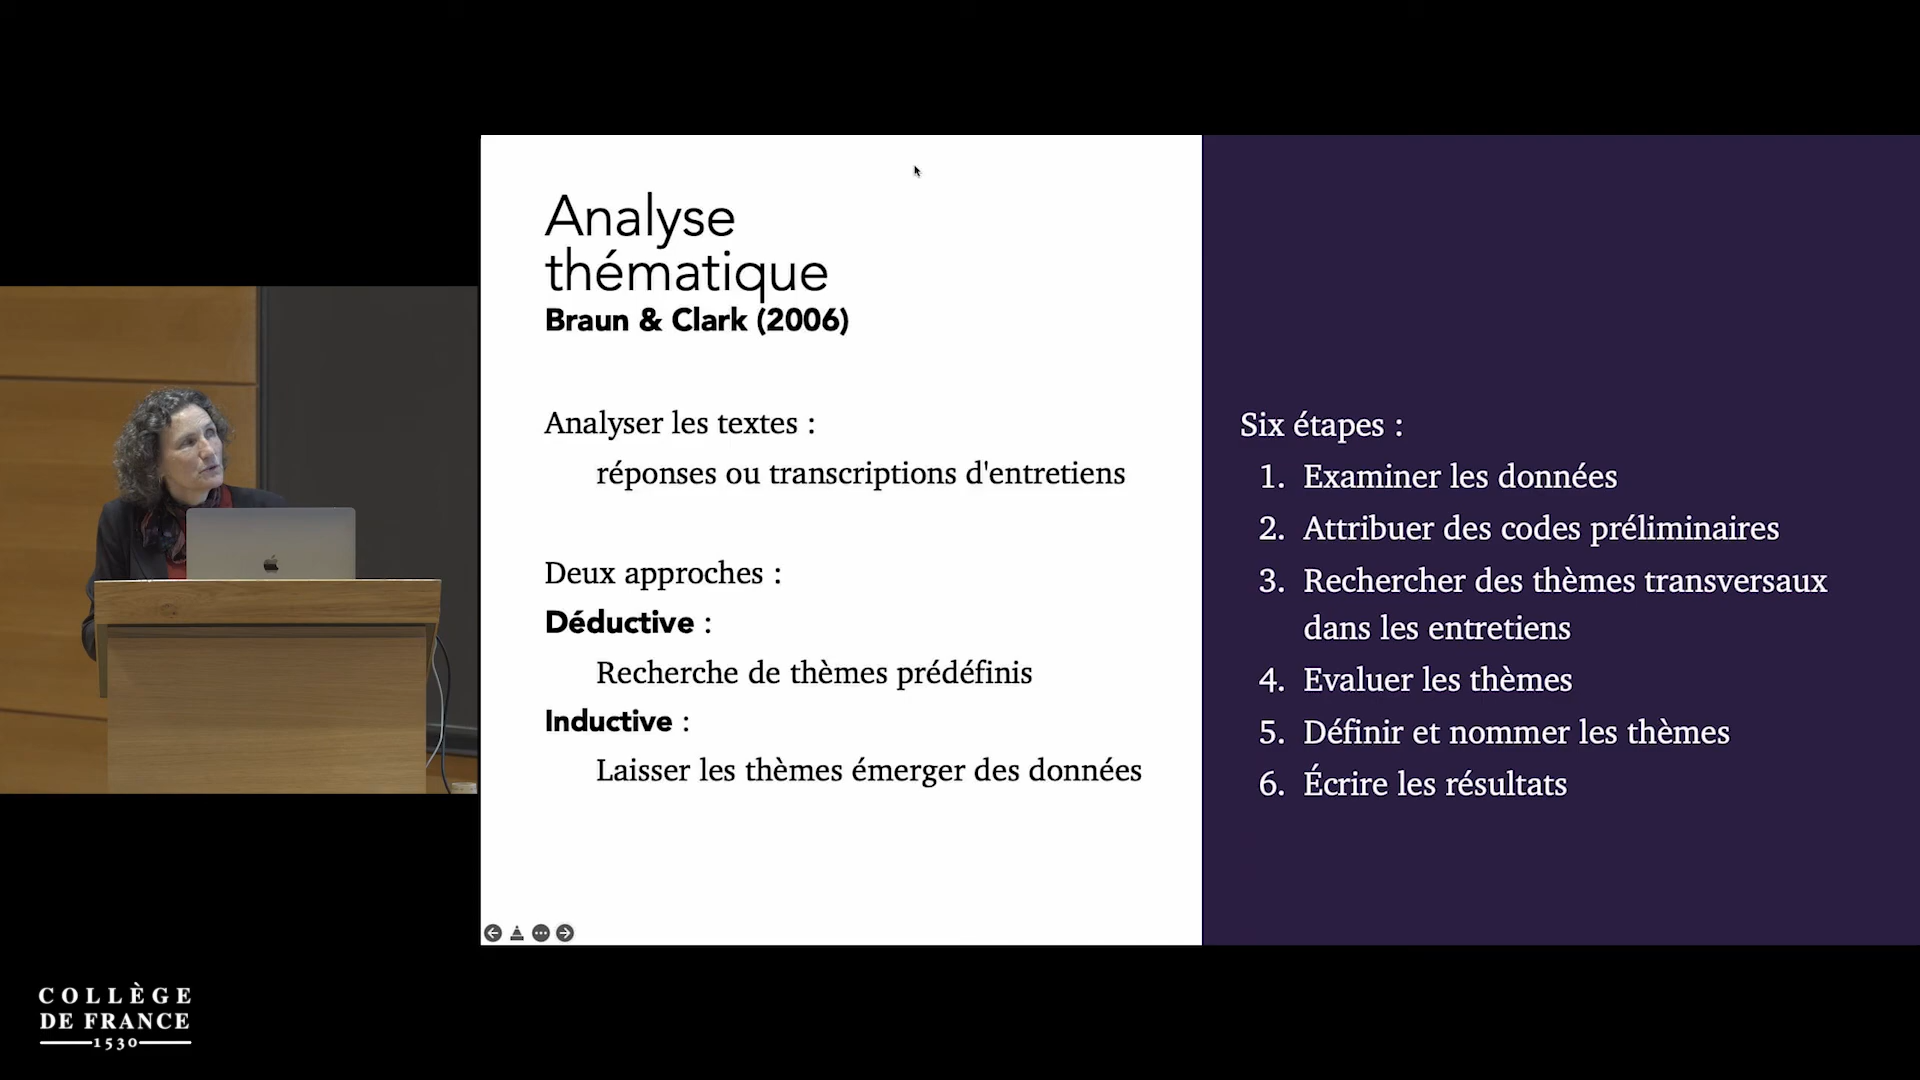 Analyse
thématique
Braun & Clark (2006)
Analyser les textes :
réponses ou transcriptions d'entretiens
Deux approches :
Déductive :
Recherche de thèmes prédéfinis
Inductive :
Laisser les thèmes émerger des données
Six étapes :
1. Examiner les données
2. Attribuer des codes préliminaires
3. Rechercher des thèmes transversaux
dans les entretiens
4. Evaluer les thèmes
5. Définir et nommer les thèmes
6. Écrire les résultats
COLLÈGE
DE FRANCE
1530